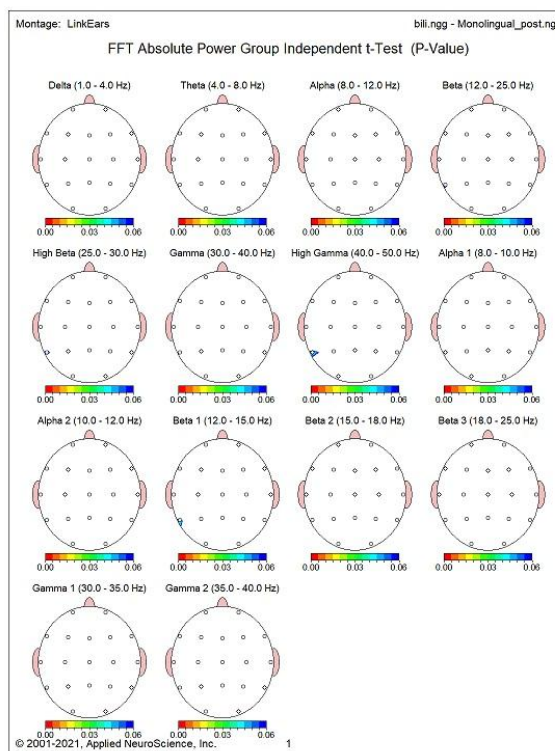 Montage: LinkEars bili.ngg - Monolingual_post.ng
FFT Absolute Power Group Independent t-Test (P-Value)
Delta (1.0 - 4.0 Hz) Theta (4.0 - 8.0 Hz) Alpha (8.0 - 12.0 Hz) Beta (12.0 - 25.0 Hz)
0.00 0.03 0.06 0.00 0.03 0.06 0.00 0.03 0.06 0.00 0.03 0.06
High Beta (25.0 - 30.0 Hz) Gamma (30.0 - 40.0 Hz) High Gamma (40.0 - 50.0 Hz) Alpha 1 (8.0 - 10.0 Hz)
0.00 0.03 0.06 0.00 0.03 0.06 0.00 0.03 0.06 0.00 0.03 0.06
Alpha 2 (10.0 - 12.0 Hz) Beta 1 (12.0 - 15.0 Hz) Beta 2 (15.0 - 18.0 Hz) Beta 3 (18.0 - 25.0 Hz)
0.00 0.03 0.06 0.00 0.03 0.06 0.00 0.03 0.06 0.00 0.03 0.06
Gamma 1 (30.0 - 35.0 Hz) Gamma 2 (35.0 - 40.0 Hz)
0.00 0.03 0.06 0.00 0.03 0.06
© 2001-2021, Applied NeuroScience, Inc. 1